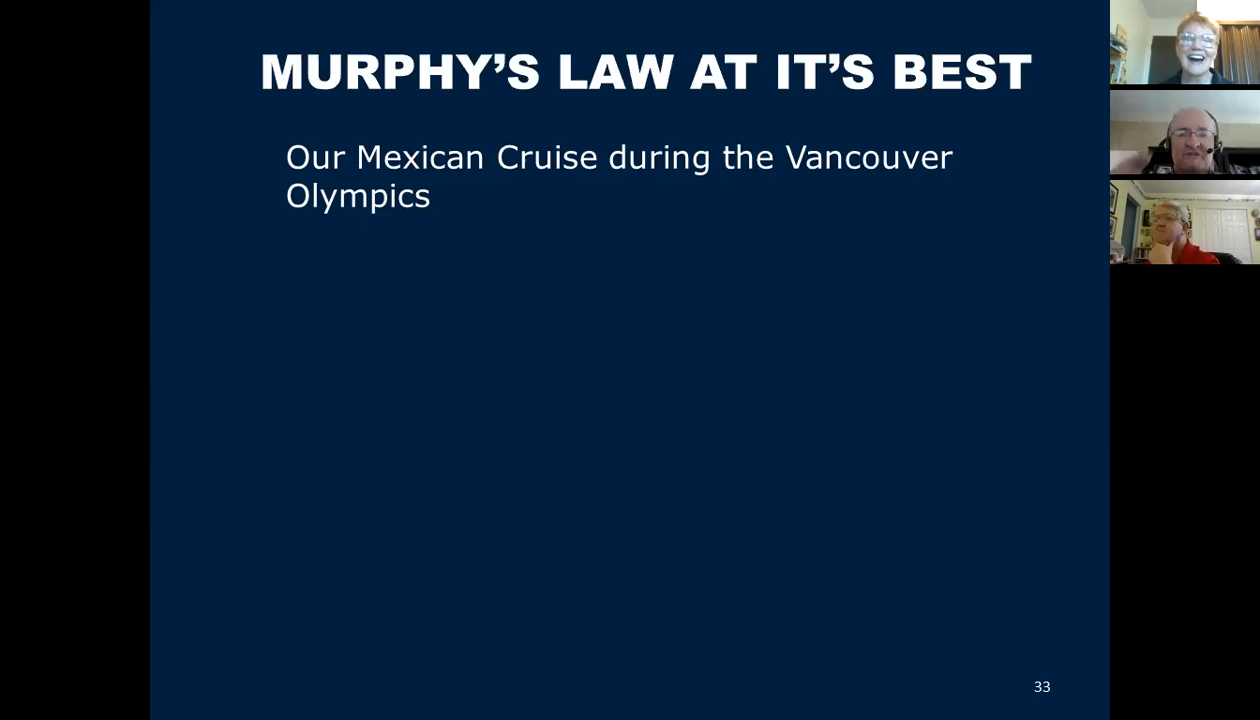 MURPHY’S LAW AT IT’S BEST
Our Mexican Cruise during the Vancouver
Olympics
33